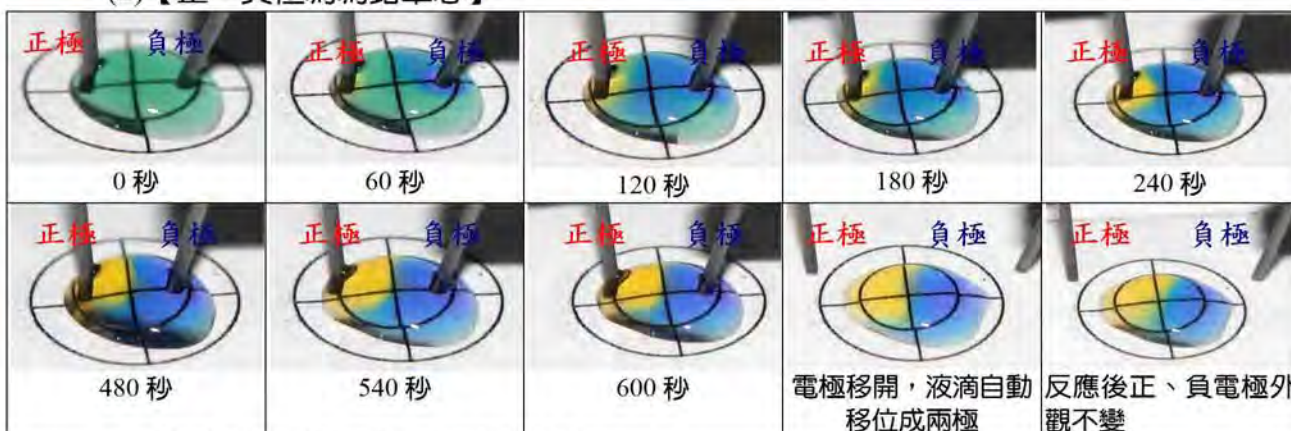 正極 負極
正極 負極
正極 負極
正極 負極
正極 負極
0 秒
60 秒
120 秒
180 秒
240 秒
正極 負極
正極 負極
正極 負極
正極 負極
正極 負極
480 秒
540 秒
600 秒
電極移開，液滴自動
移位成兩極
反應後正、負電極外
觀不變